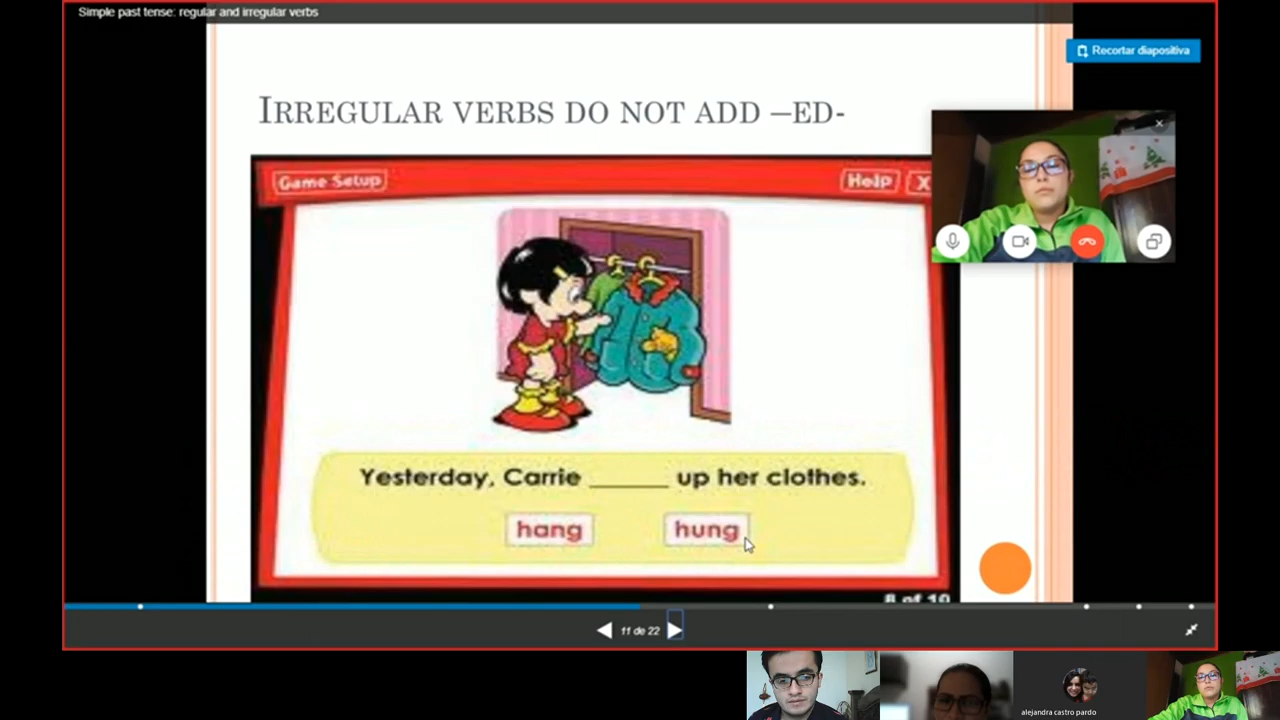 Simple past tense: regular and irregular verbs
Recortar diapositiva
IRREGULAR VERBS DO NOT ADD –ED-
Game Setup
Help
X
Yesterday, Carrie ______ up her clothes.
hang
hung
8 of 10
11 de 22
alejandra castro pardo